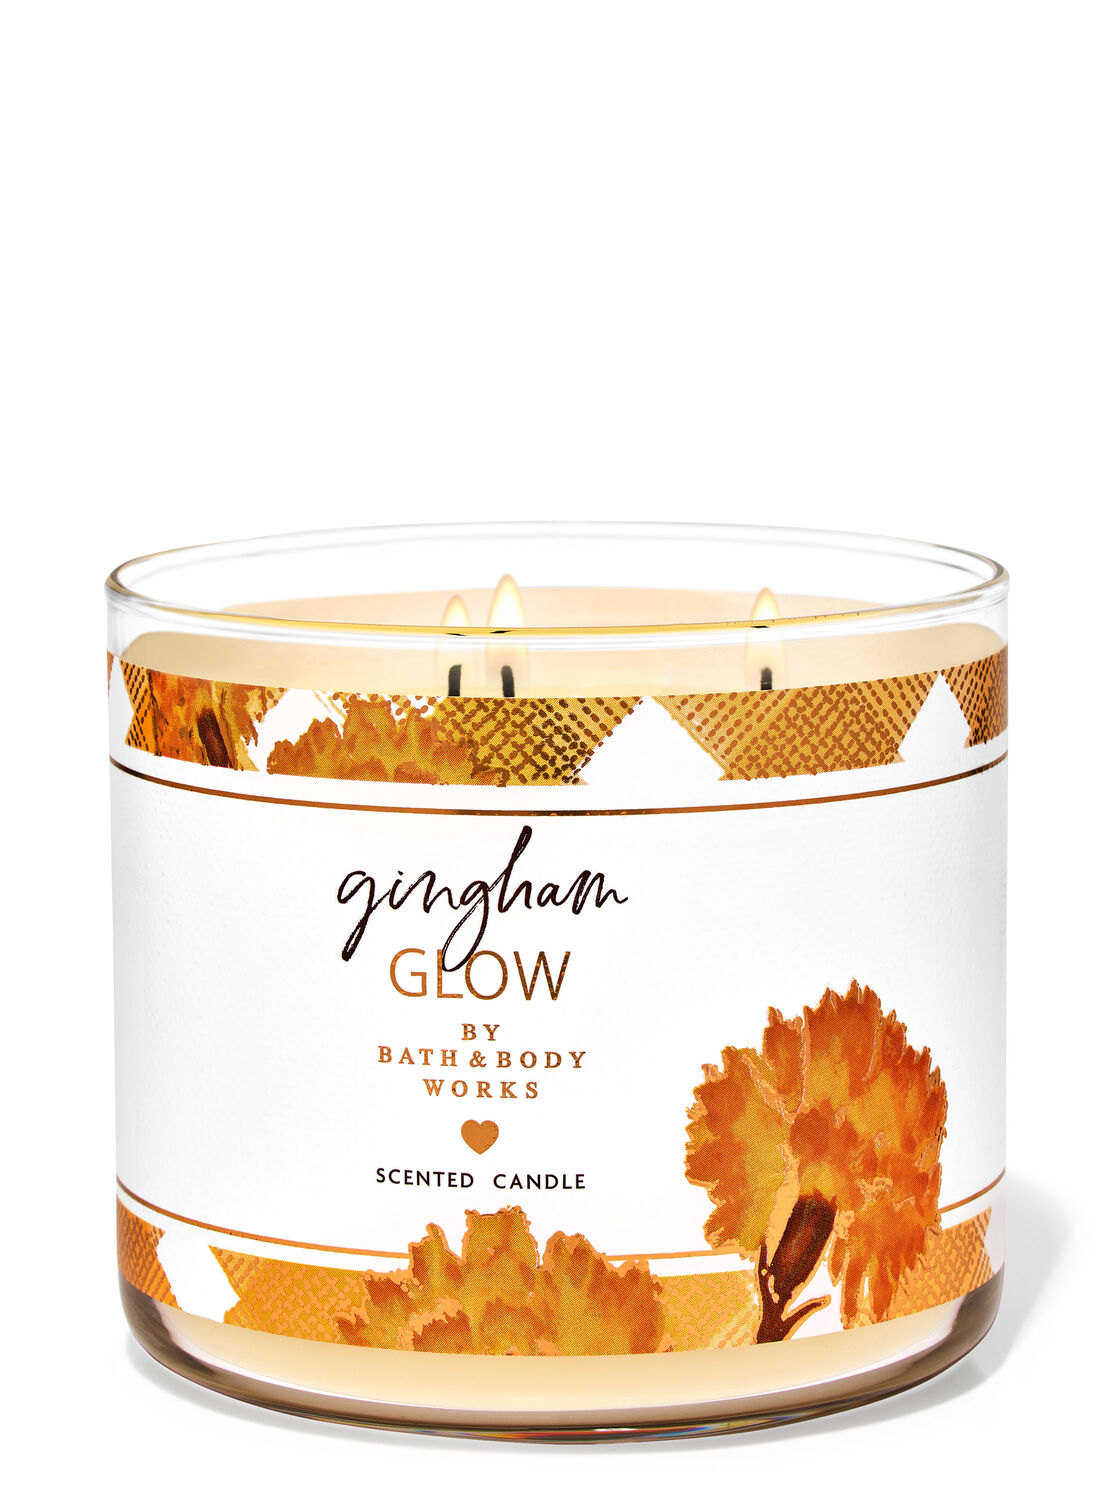 gingham
GLOW
BY
BATH & BODY
WORKS
SCENTED CANDLE